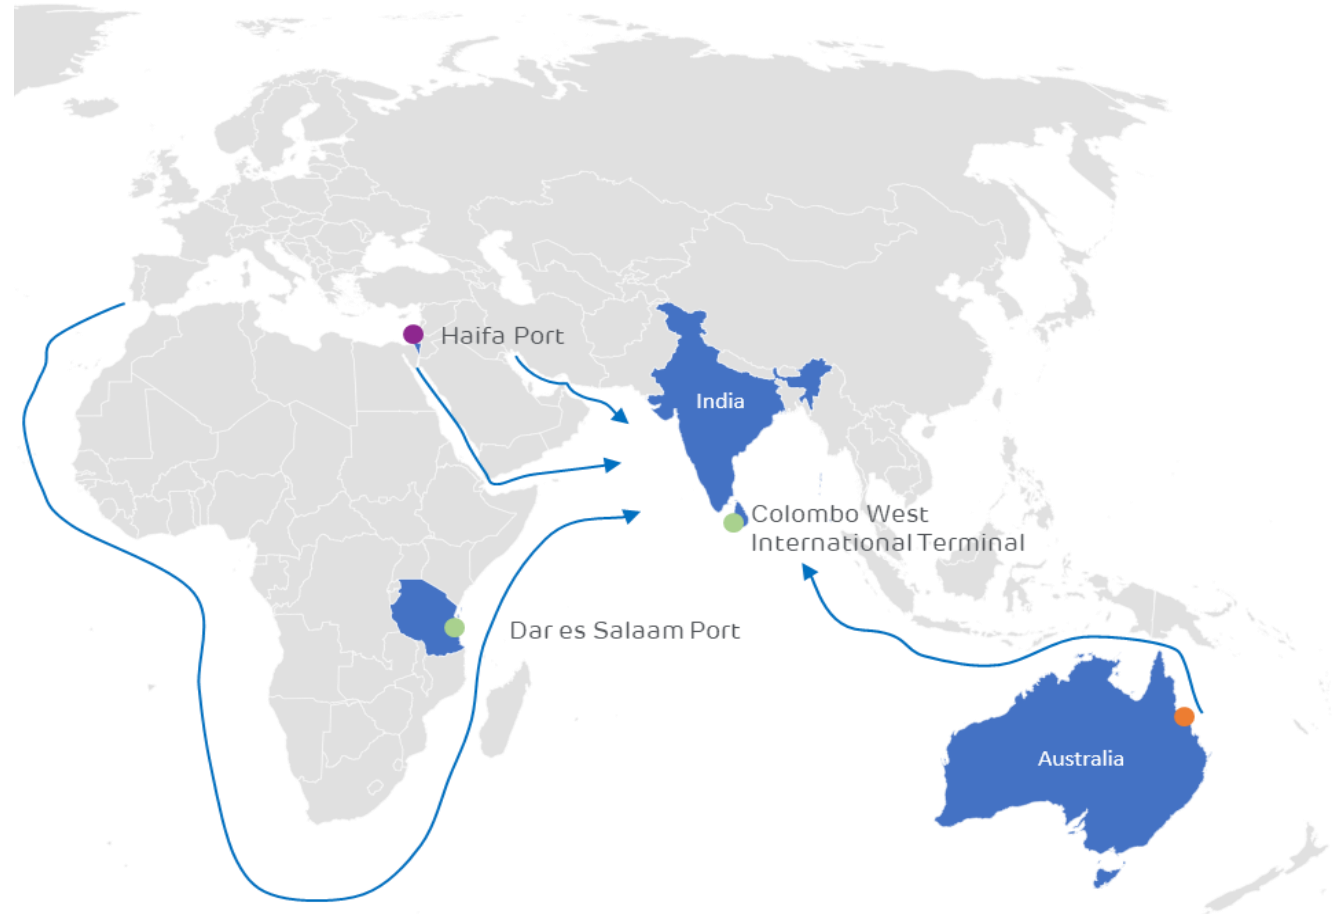 Haifa Port
India
Colombo West
International Terminal
Dar es Salaam Port
Australia